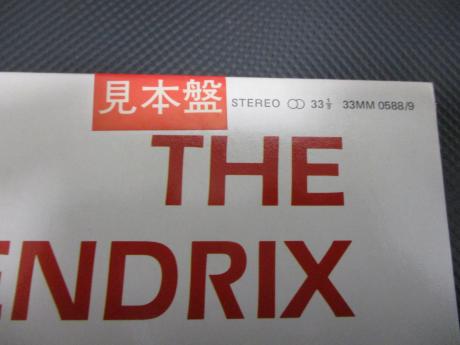 見本盤 STEREO ꝏ 33⅓ 33MM 0588/9
THE
ENDRIX